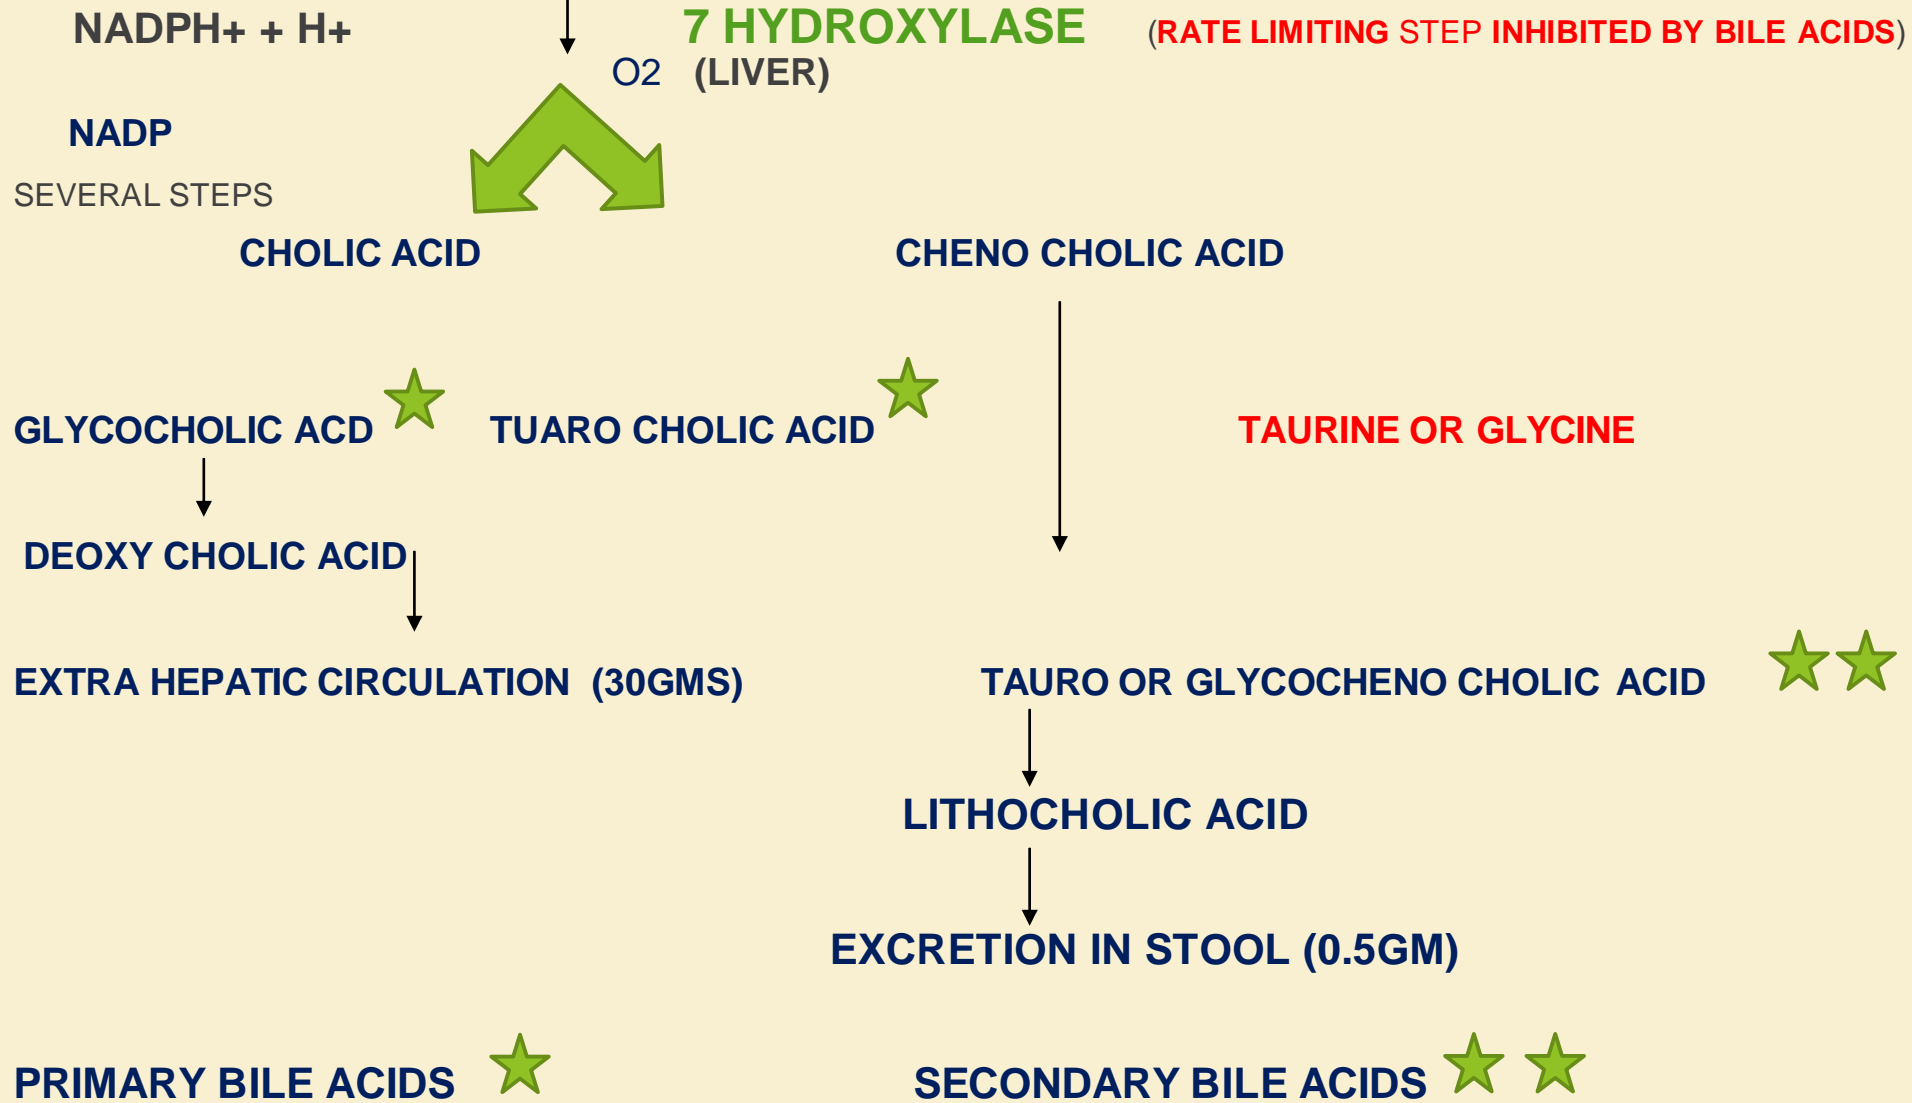 NADPH+ + H+ 7 HYDROXYLASE (RATE LIMITING STEP INHIBITED BY BILE ACIDS)
O2 (LIVER)
NADP
SEVERAL STEPS
CHOLIC ACID CHENO CHOLIC ACID
GLYCOCHOLIC ACD TUARO CHOLIC ACID TAURINE OR GLYCINE
DEOXY CHOLIC ACID
EXTRA HEPATIC CIRCULATION (30GMS) TAURO OR GLYCOCHENO CHOLIC ACID
LITHOCHOLIC ACID
EXCRETION IN STOOL (0.5GM)
PRIMARY BILE ACIDS SECONDARY BILE ACIDS